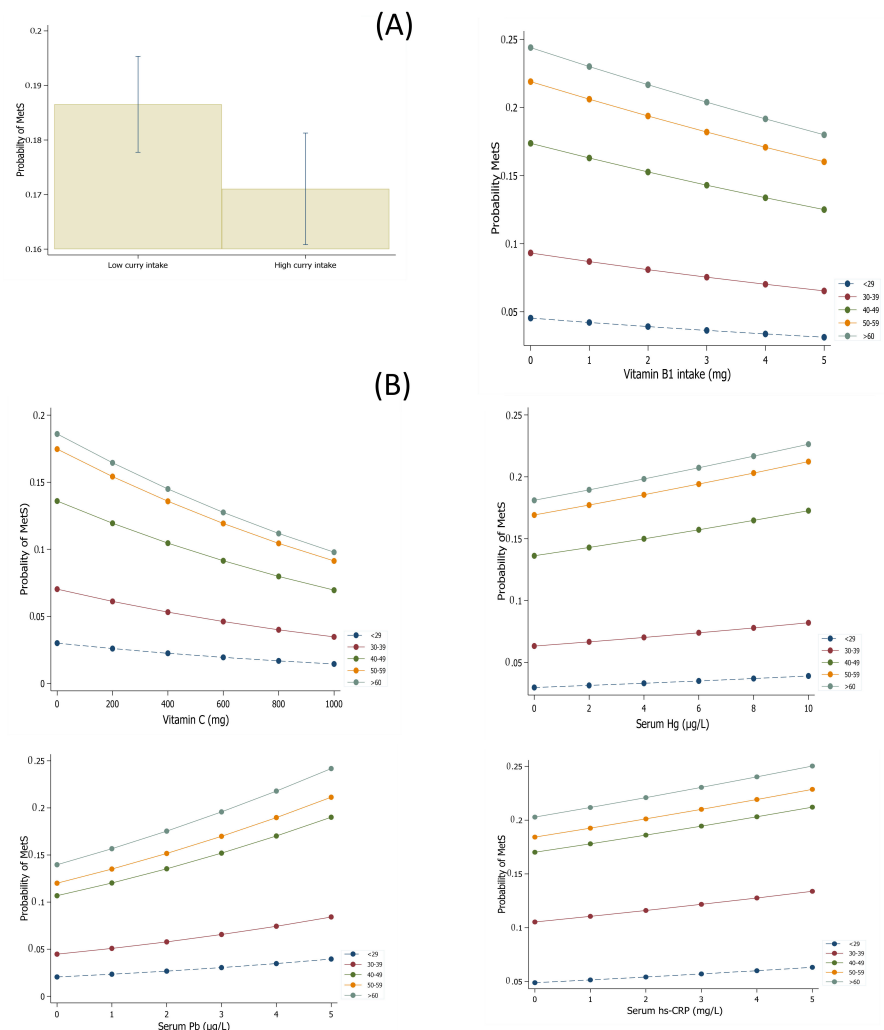 (A)
0.2
0.19
0.18
0.17
0.16
Probabiilty of MetS
Low curry intake
High curry intake
0.25
0.2
0.15
0.1
0.05
Probability MetS
0 1 2 3 4 5
Vitamin B1 intake (mg)
<29
30-39
40-49
50-59
>60
(B)
0.2
0.15
0.1
0.05
0
Probality of MetS)
0 200 400 600 800 1000
Vitamin C (mg)
<29
30-39
40-49
50-59
>60
0.25
0.2
0.15
0.1
0.05
Probability of MetS
0 2 4 6 8 10
Serum Hg (µg/L)
<29
30-39
40-49
50-59
>60
0.25
0.2
0.15
0.1
0.05
0
Probability of MetS
0 1 2 3 4 5
Serum Pb (µg/L)
<29
30-39
40-49
50-59
>60
0.25
0.2
0.15
0.1
0.05
Probability of MetS
0 1 2 3 4 5
Serum hs-CRP (mg/L)
<29
30-39
40-49
50-59
>60